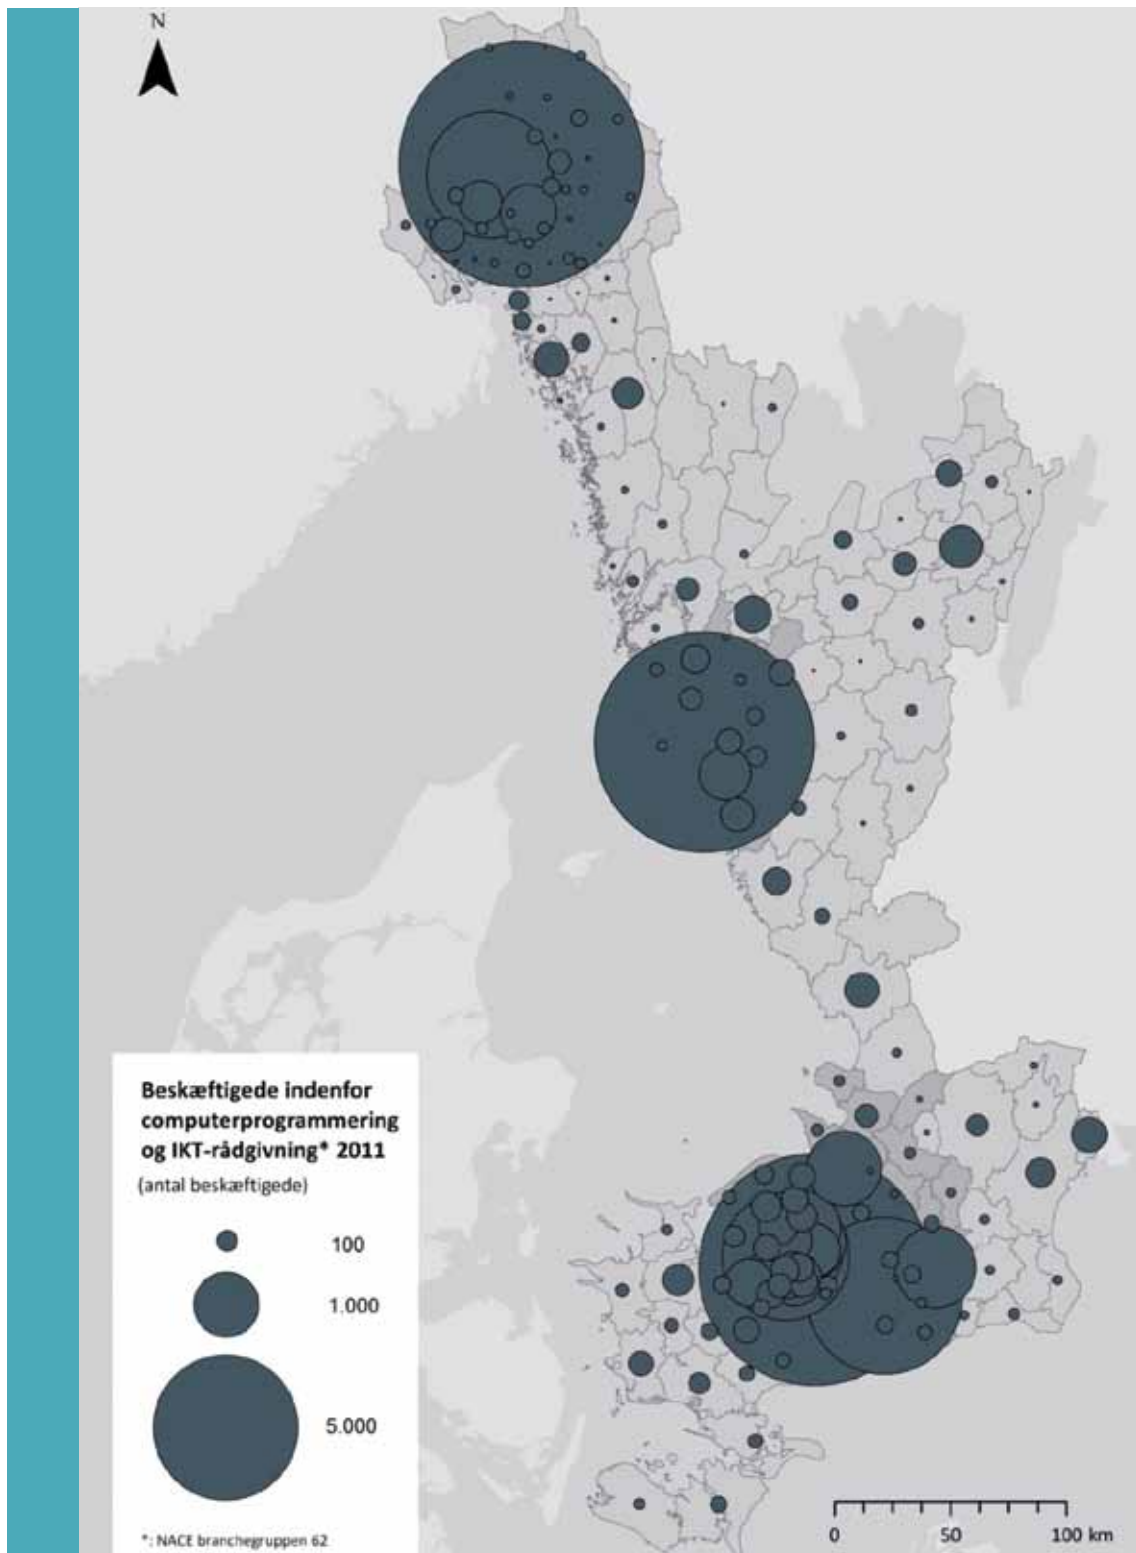 N
Beskæftigede indenfor
computerprogrammering
og IKT-rådgivning* 2011
(antal beskæftigede)
100
1.000
5.000
*: NACE branchegruppen 62
0 50 100 km